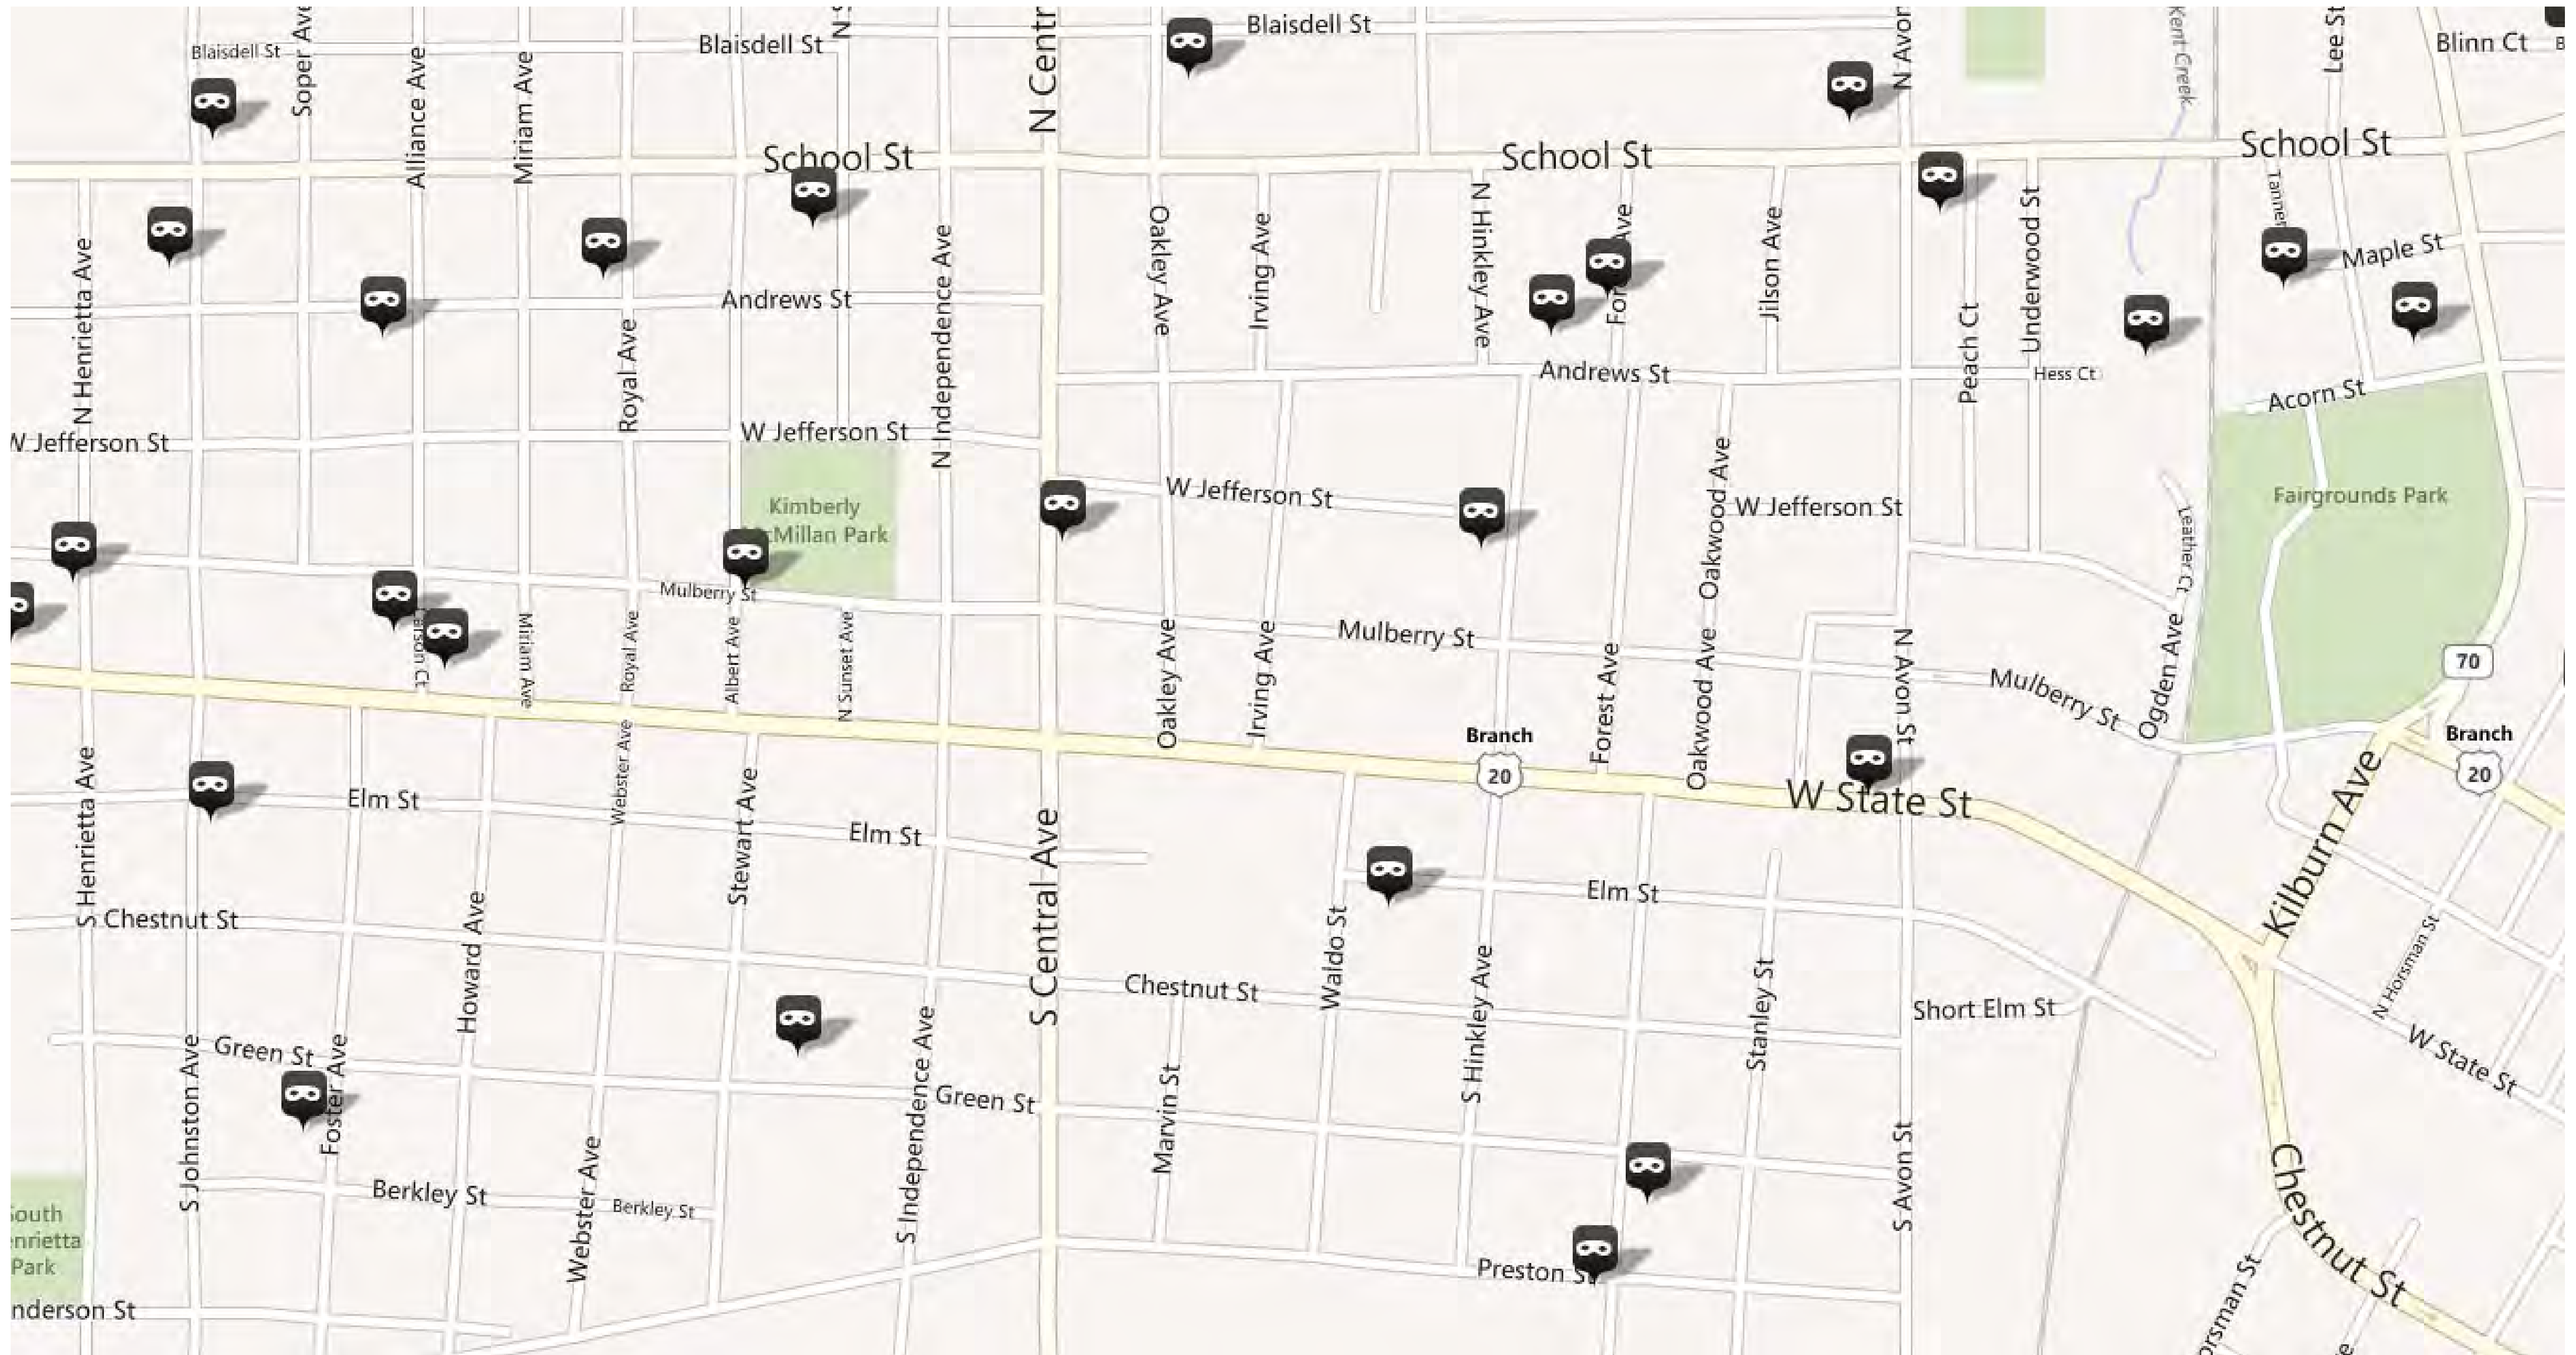 Blaisdell St
Blaisdell St
Blaisdell St
Soper Ave
Alliance Ave
Miriam Ave
N Centr
N Avon
Kent Creek
Lee St
Blinn Ct
School St
School St
School St
N Henrietta Ave
Royal Ave
Andrews St
N Independence Ave
Oakley Ave
Irving Ave
N Hinkley Ave
Jilson Ave
Peach Ct
Underwood St
Maple St
Andrews St
Hess Ct
Acorn St
W Jefferson St
W Jefferson St
W Jefferson St
W Jefferson St
Oakwood Ave
Kimberly
McMillan Park
Fairgrounds Park
Leather Ct
Mulberry St
Mulberry St
Mulberry St
Carson Ct
Miriam Ave
Royal Ave
Albert Ave
N Sunset Ave
Oakley Ave
Irving Ave
Forest Ave
Oakwood Ave
N Avon St
Ogden Ave
70
Branch
20
Branch
20
W State St
Kilburn Ave
S Henrietta Ave
Elm St
Webster Ave
Stewart Ave
Elm St
S Central Ave
Elm St
S Chestnut St
Howard Ave
Chestnut St
Waldo St
S Hinkley Ave
Stanley St
Short Elm St
N Horsman St
W State St
Green St
S Johnston Ave
Foster Ave
Green St
S Independence Ave
Marvin St
S Avon St
Berkley St
Berkley St
Webster Ave
Preston St
Chestnut St
South
enrietta
Park
nderson St
orsman St